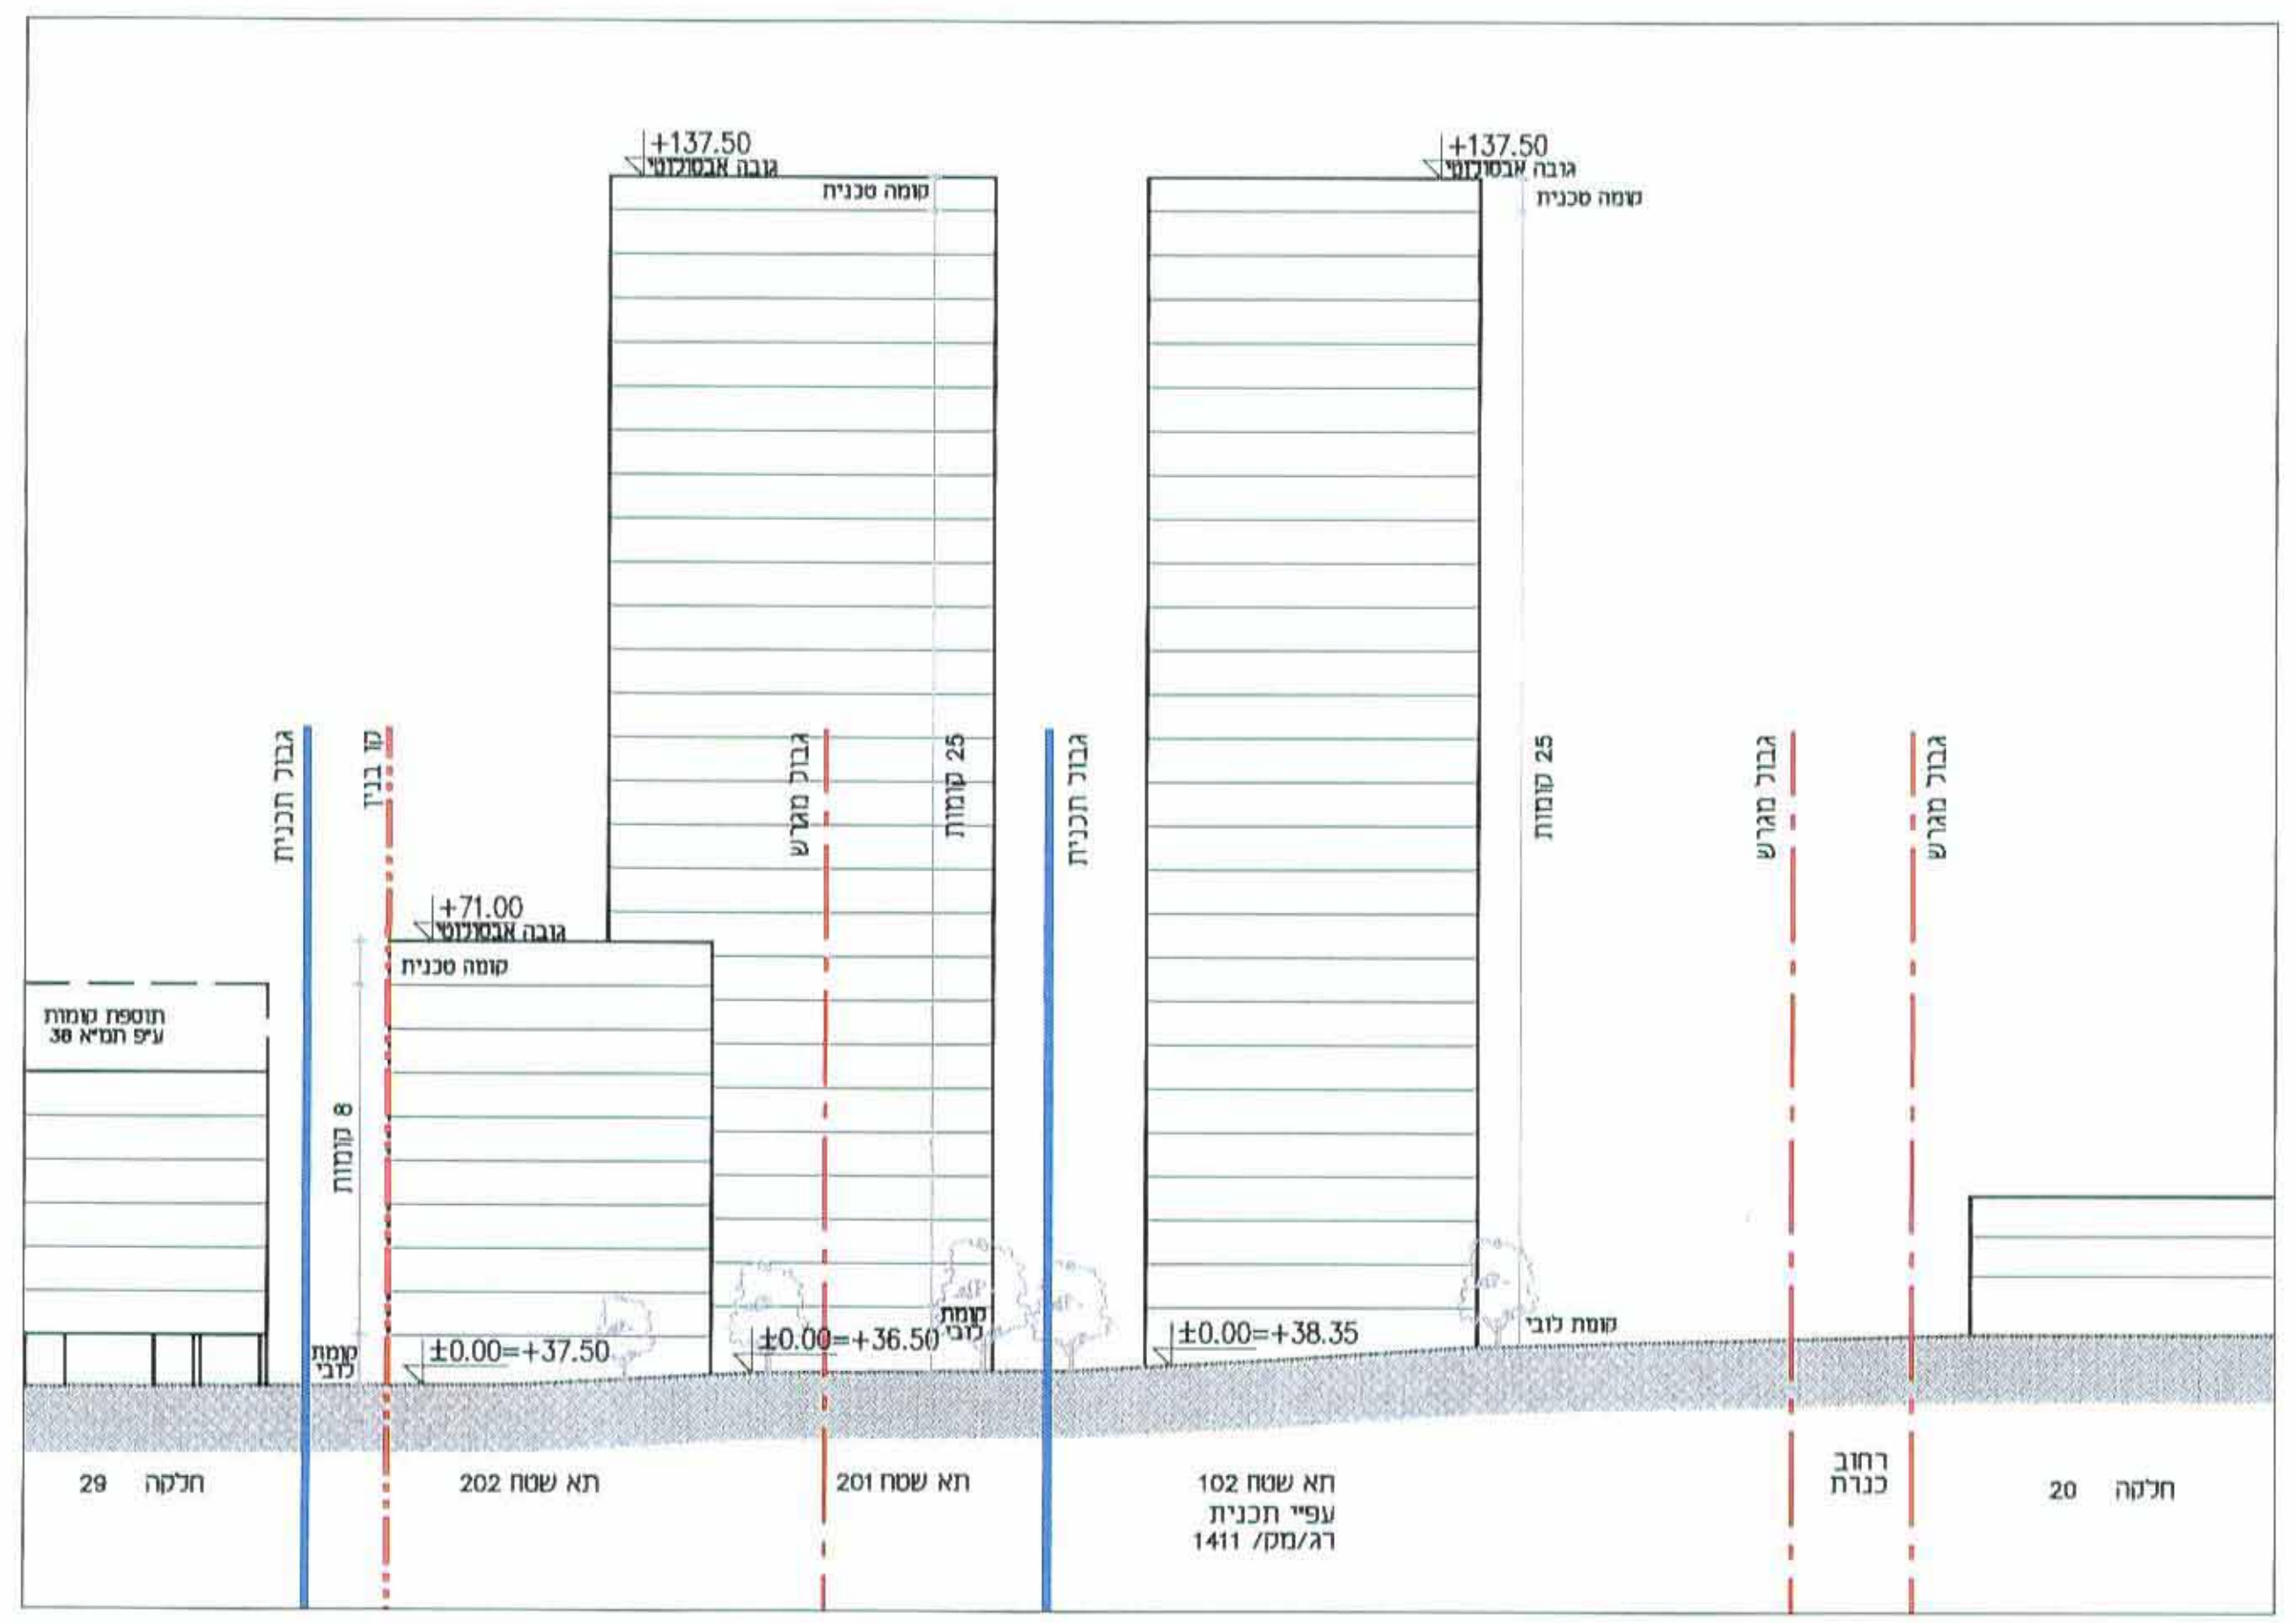 +137.50
גובה אבסולוטי
קומה טכנית
+137.50
גובה אבסולוטי
קומה טכנית
גבול תכנית
קו בנין
גבול מגרש
25 קומות
גבול תכנית
25 קומות
גבול מגרש
גבול מגרש
+71.00
גובה אבסולוטי
קומה טכנית
תוספת קומות
ע"פ תמ"א 38
8 קומות
קומת
לובי
±0.00=+37.50
±0.00=+36.50
קומת
לובי
±0.00=+38.35
קומת לובי
חלקה 29
תא שטח 202
תא שטח 201
תא שטח 102
עפ"י תכנית
רג/מק/ 1411
רחוב
כנרת
חלקה 20